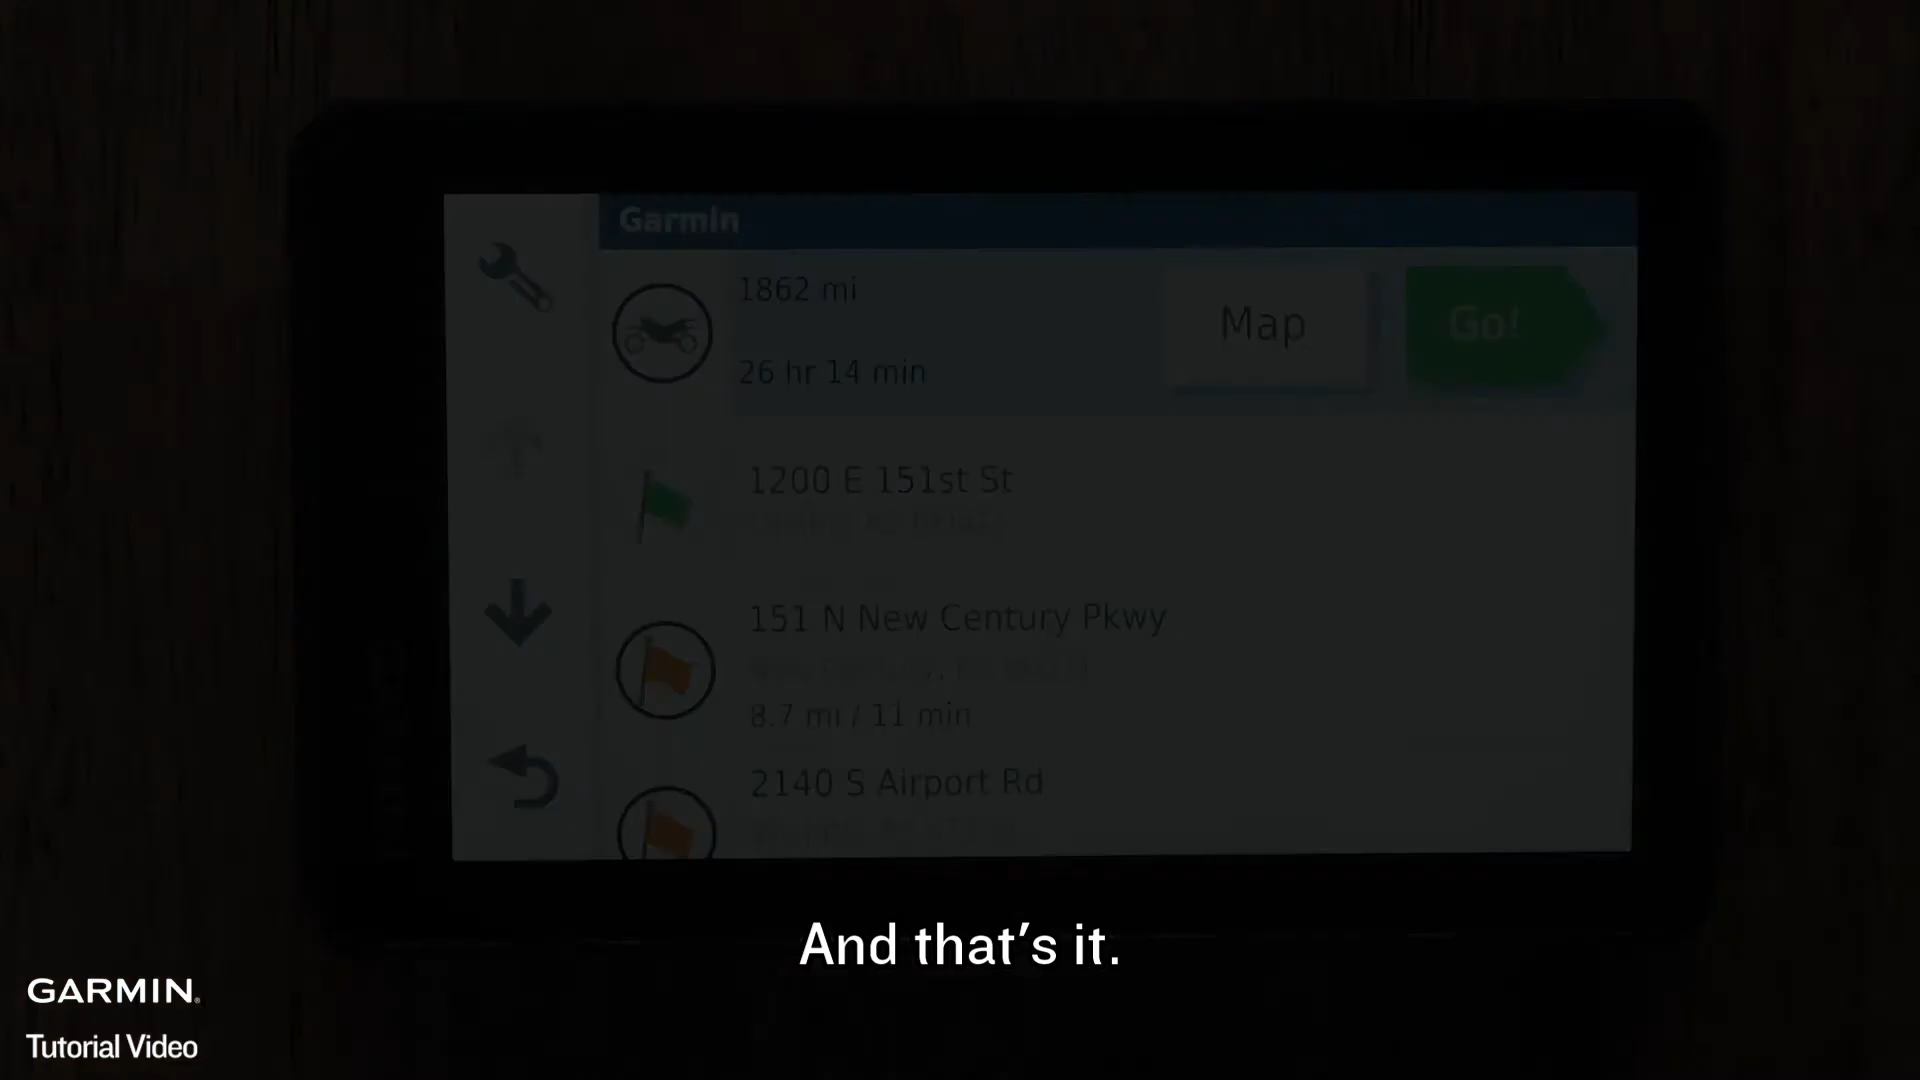 Garmin
1862 mi
Map
Go!
26 hr 14 min
1200 E 151st St
151 N New Century Pkwy
8.7 mi / 11 min
2140 S Airport Rd
And that's it.
GARMIN
Tutorial Video